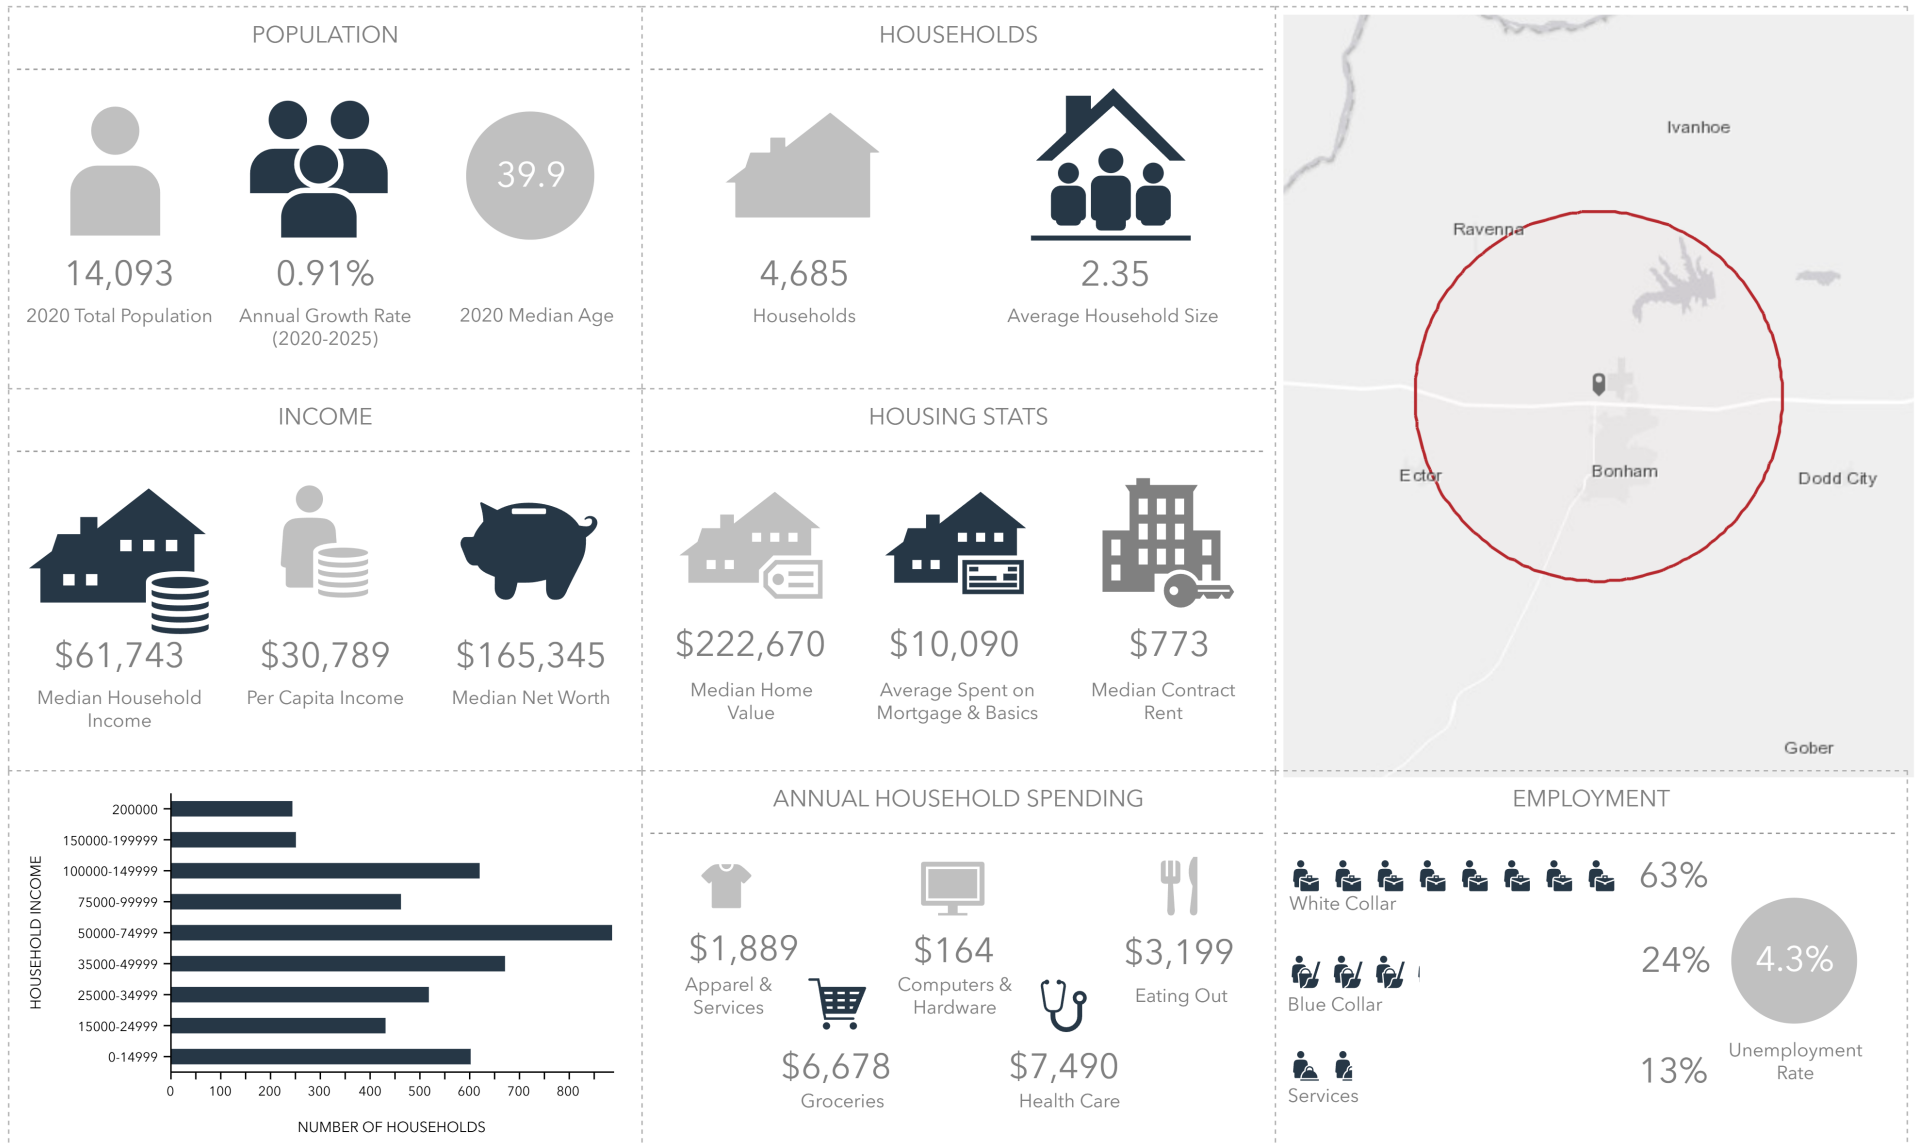 POPULATION
39.9
14,093
0.91%
2020 Total Population
Annual Growth Rate
(2020-2025)
2020 Median Age
HOUSEHOLDS
4,685
2.35
Households
Average Household Size
Ivanhoe
Ravenna
Ector
Bonham
Dodd City
Gober
INCOME
$61,743
$30,789
$165,345
Median Household
Income
Per Capita Income
Median Net Worth
HOUSING STATS
$222,670
$10,090
$773
Median Home
Value
Average Spent on
Mortgage & Basics
Median Contract
Rent
HOUSEHOLD INCOME
200000
150000-199999
100000-149999
75000-99999
50000-74999
35000-49999
25000-34999
15000-24999
0-14999
0 100 200 300 400 500 600 700 800
NUMBER OF HOUSEHOLDS
ANNUAL HOUSEHOLD SPENDING
$1,889
Apparel &
Services
$164
Computers &
Hardware
$3,199
Eating Out
$6,678
Groceries
$7,490
Health Care
EMPLOYMENT
63%
White Collar
24%
Blue Collar
13%
Services
4.3%
Unemployment
Rate